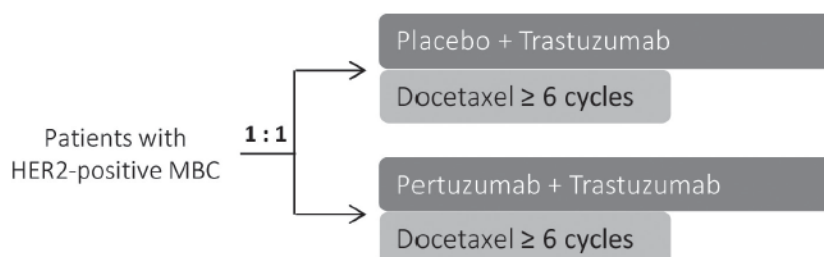 Placebo + Trastuzumab
Docetaxel ≥ 6 cycles
Patients with
HER2-positive MBC
1 : 1
Pertuzumab + Trastuzumab
Docetaxel ≥ 6 cycles